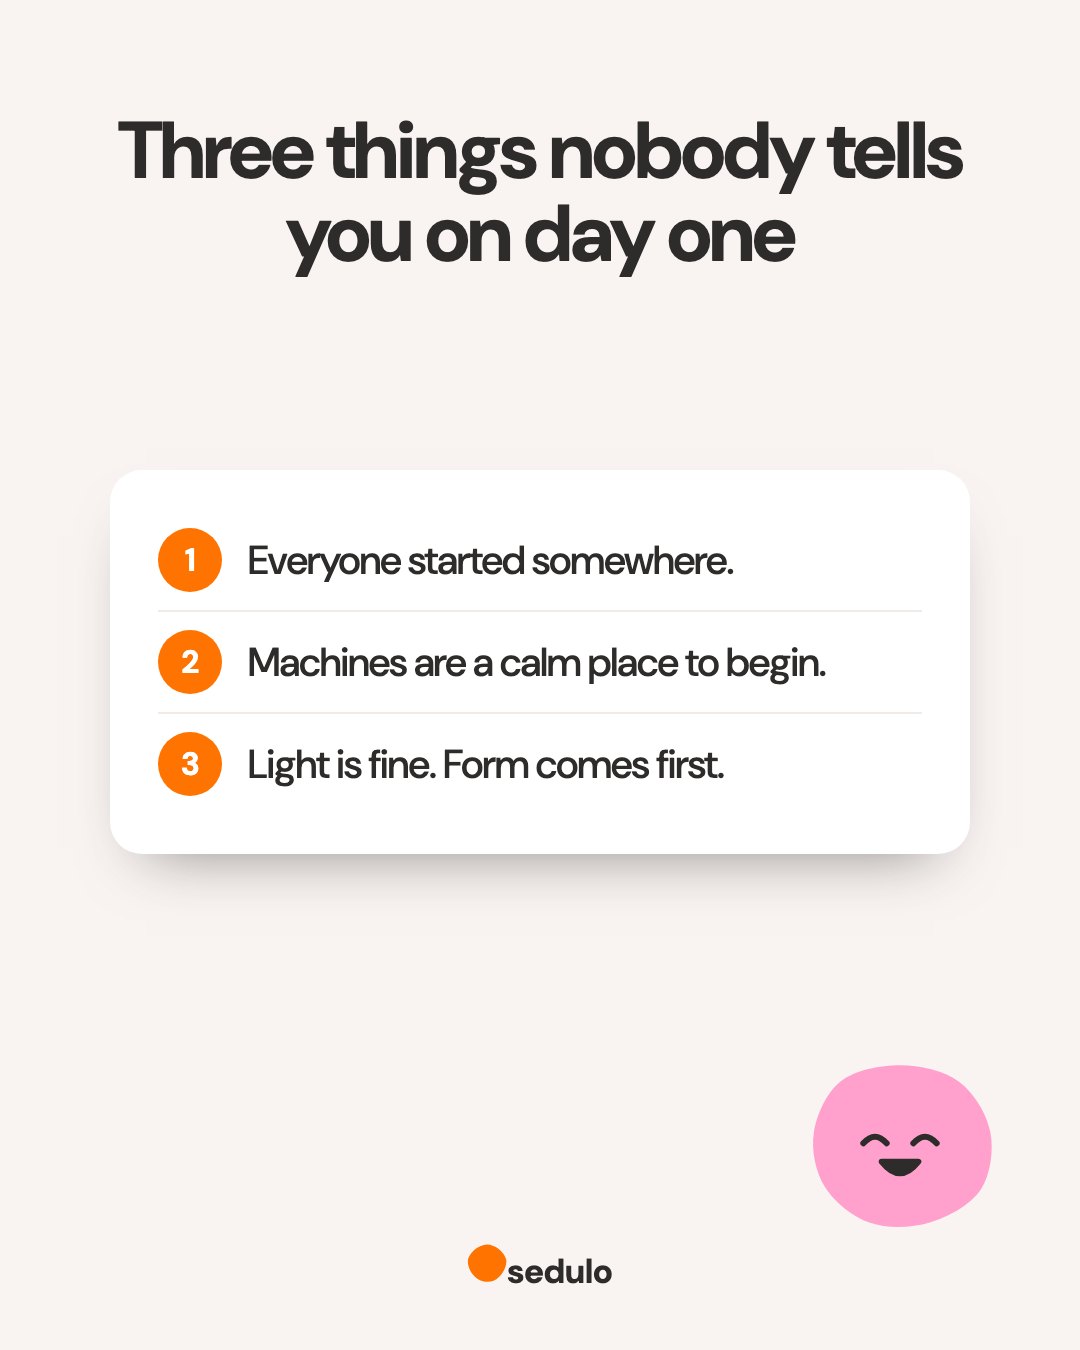 Three things nobody tells
you on day one
1 Everyone started somewhere.
2 Machines are a calm place to begin.
3 Light is fine. Form comes first.
sedulo